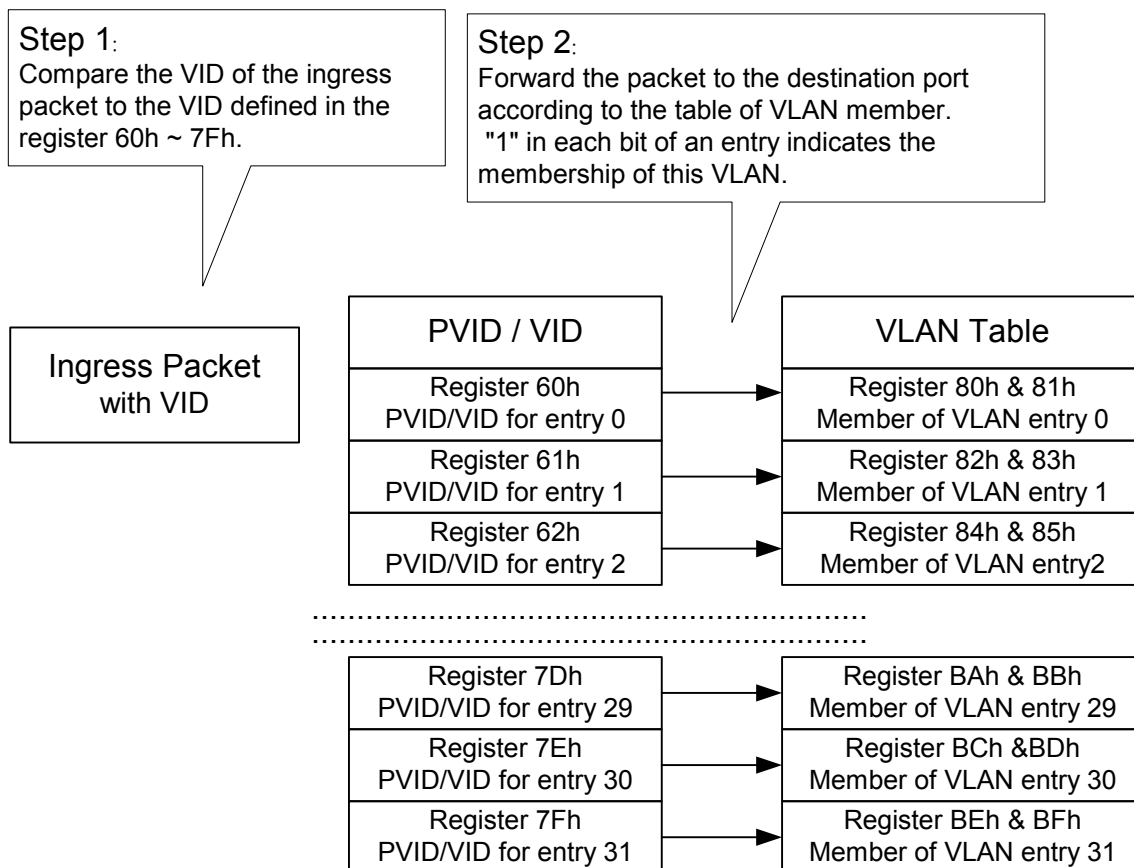 Step 1:
Compare the VID of the ingress
packet to the VID defined in the
register 60h ~ 7Fh.
Step 2:
Forward the packet to the destination port
according to the table of VLAN member.
"1" in each bit of an entry indicates the
membership of this VLAN.
Ingress Packet
with VID
PVID / VID
Register 60h
PVID/VID for entry 0
Register 61h
PVID/VID for entry 1
Register 62h
PVID/VID for entry 2
VLAN Table
Register 80h & 81h
Member of VLAN entry 0
Register 82h & 83h
Member of VLAN entry 1
Register 84h & 85h
Member of VLAN entry2
Register 7Dh
PVID/VID for entry 29
Register 7Eh
PVID/VID for entry 30
Register 7Fh
PVID/VID for entry 31
Register BAh & BBh
Member of VLAN entry 29
Register BCh &BDh
Member of VLAN entry 30
Register BEh & BFh
Member of VLAN entry 31